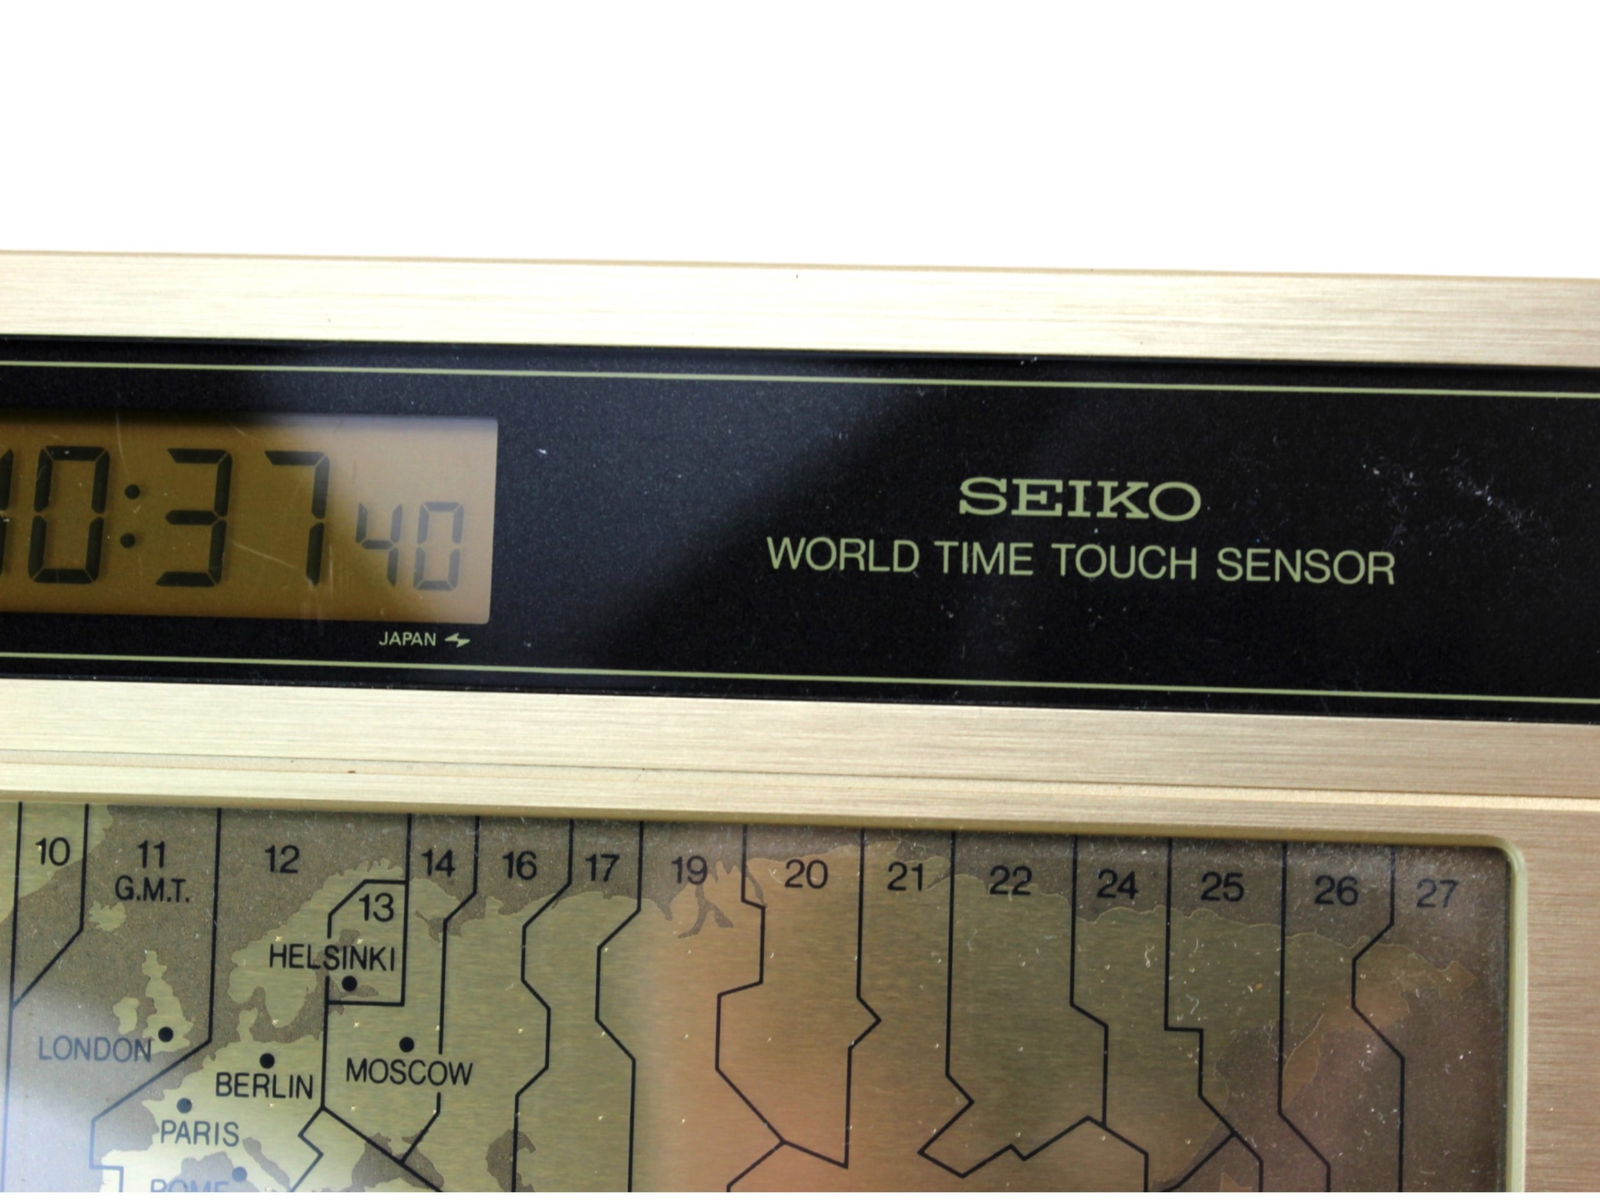 0:37 40
SEIKO
WORLD TIME TOUCH SENSOR
JAPAN
10 11 12 14 16 17 19 20 21 22 24 25 26 27
G.M.T.
13
HELSINKI
LONDON
MOSCOW
BERLIN
PARIS
ROME